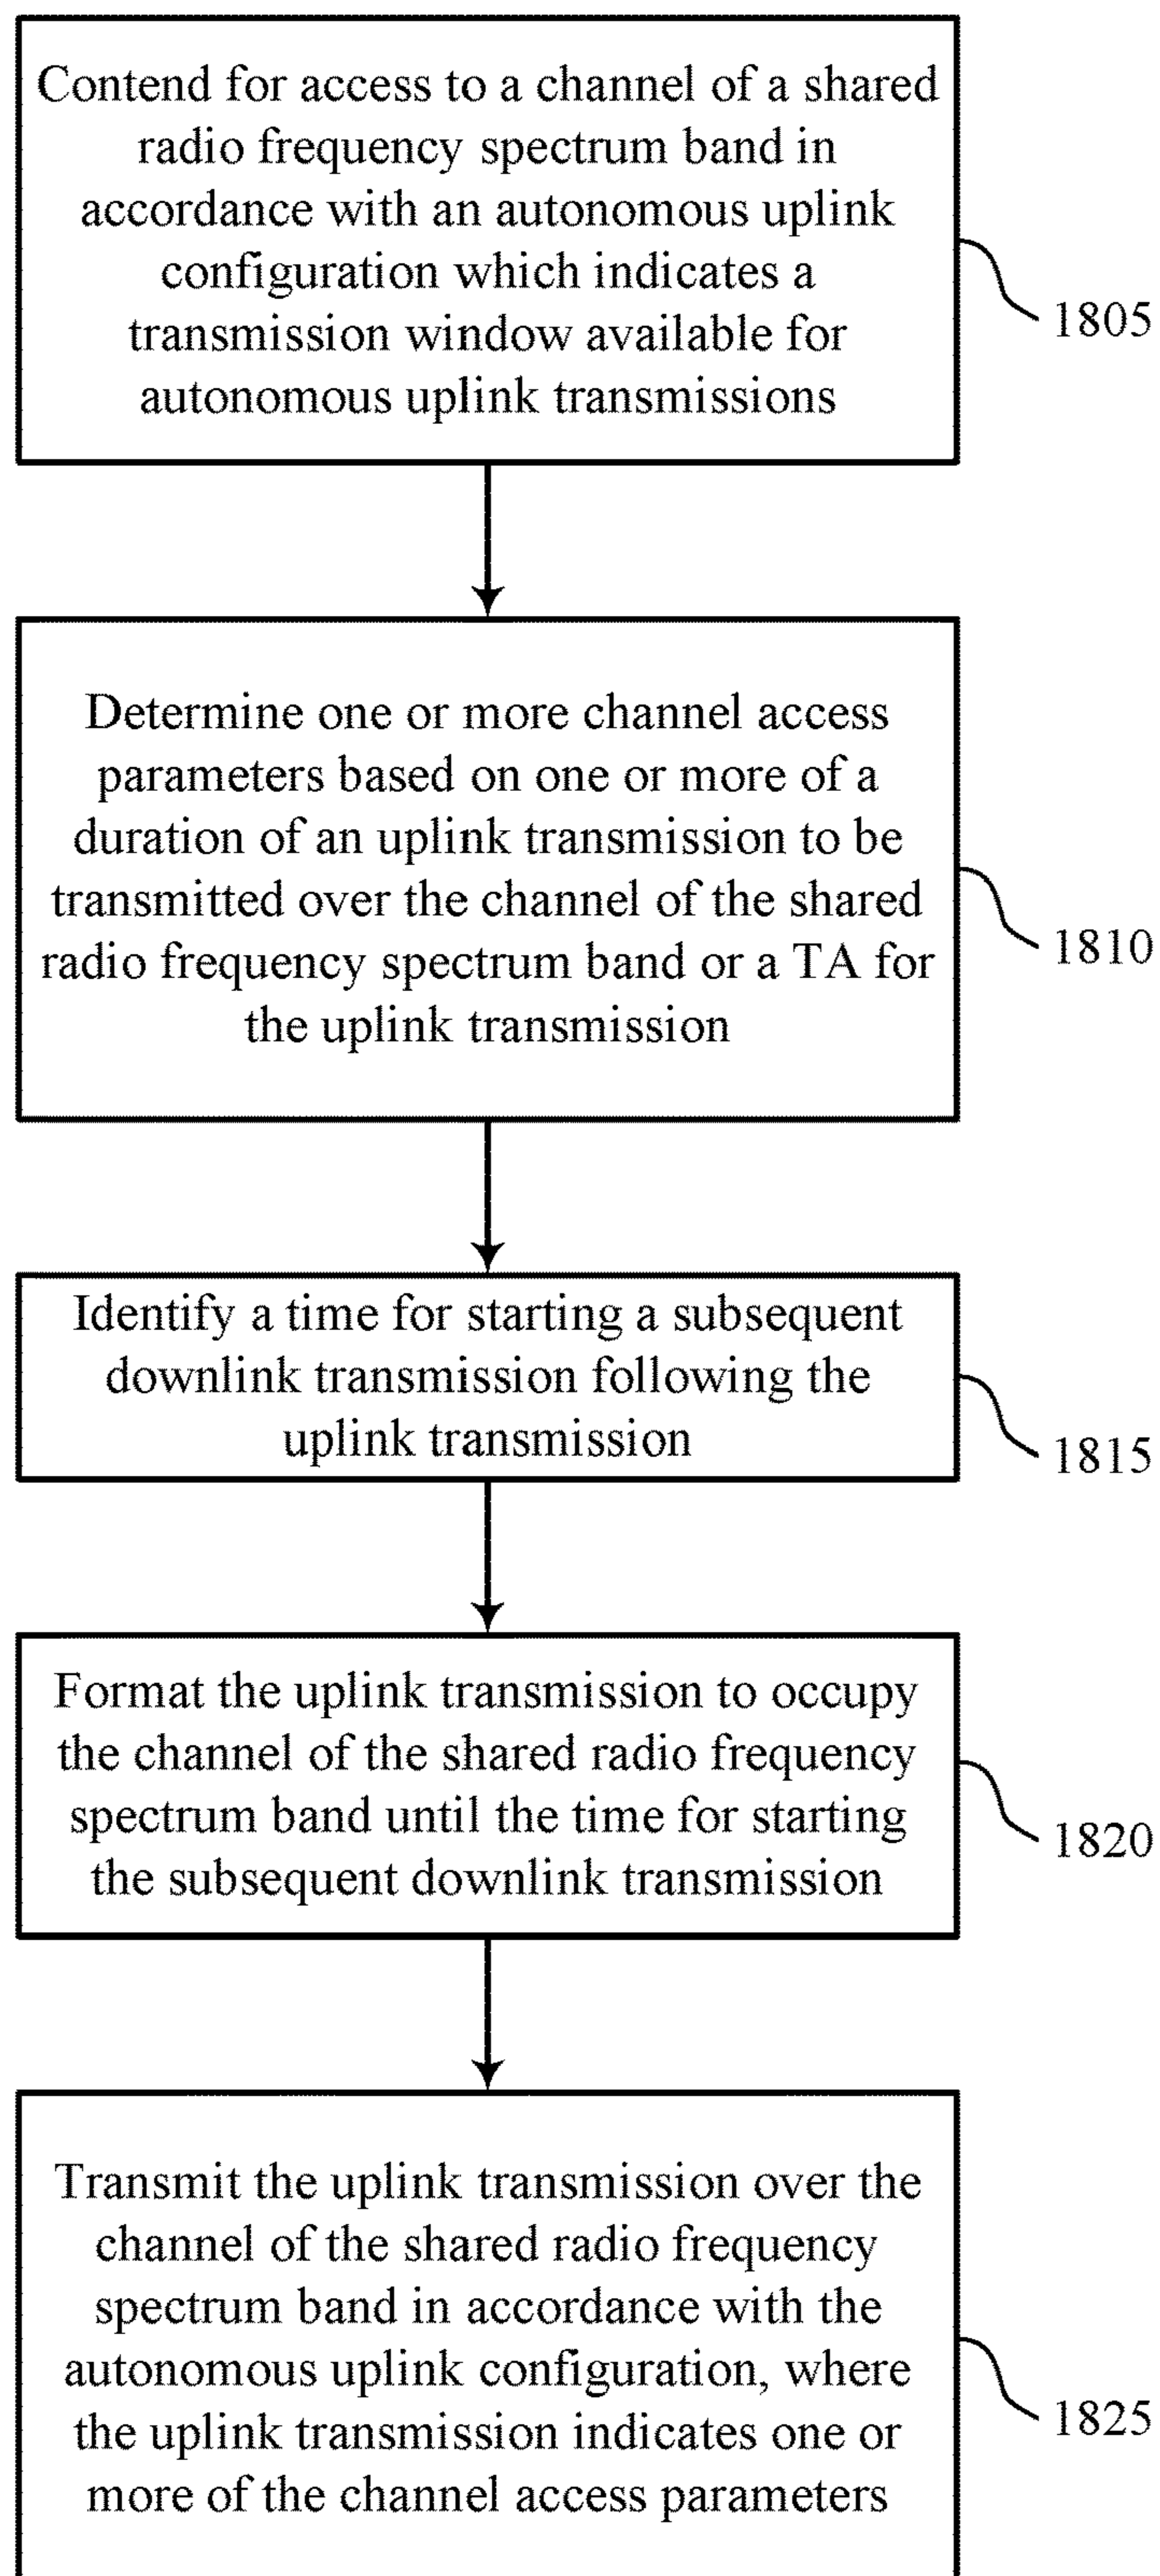 Contend for access to a channel of a shared
radio frequency spectrum band in
accordance with an autonomous uplink
configuration which indicates a
transmission window available for
autonomous uplink transmissions
1805
Determine one or more channel access
parameters based on one or more of a
duration of an uplink transmission to be
transmitted over the channel of the shared
radio frequency spectrum band or a TA for
the uplink transmission
1810
Identify a time for starting a subsequent
downlink transmission following the
uplink transmission
1815
Format the uplink transmission to occupy
the channel of the shared radio frequency
spectrum band until the time for starting
the subsequent downlink transmission
1820
Transmit the uplink transmission over the
channel of the shared radio frequency
spectrum band in accordance with the
autonomous uplink configuration, where
the uplink transmission indicates one or
more of the channel access parameters
1825